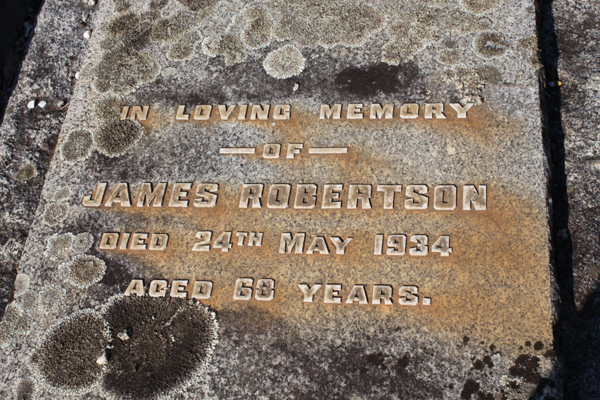 IN LOVING MEMORY
— OF —
JAMES ROBERTSON
DIED 24TH MAY 1934
AGED 68 YEARS.